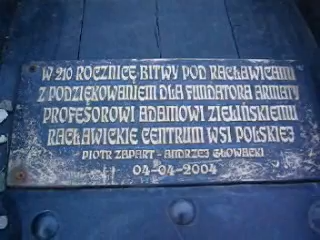 W 210 ROCZNICĘ BITWY POD RACŁAWICAMI
Z PODZIĘKOWANIEM DLA FUNDATORA ARMATY
PROFESOROWI ADAMOWI ZIELIŃSKIEMU
RACŁAWICKIE CENTRUM WSI POLSKIEJ
PIOTR ZAPART - ANDRZEJ GŁOWACKI
04-04-2004